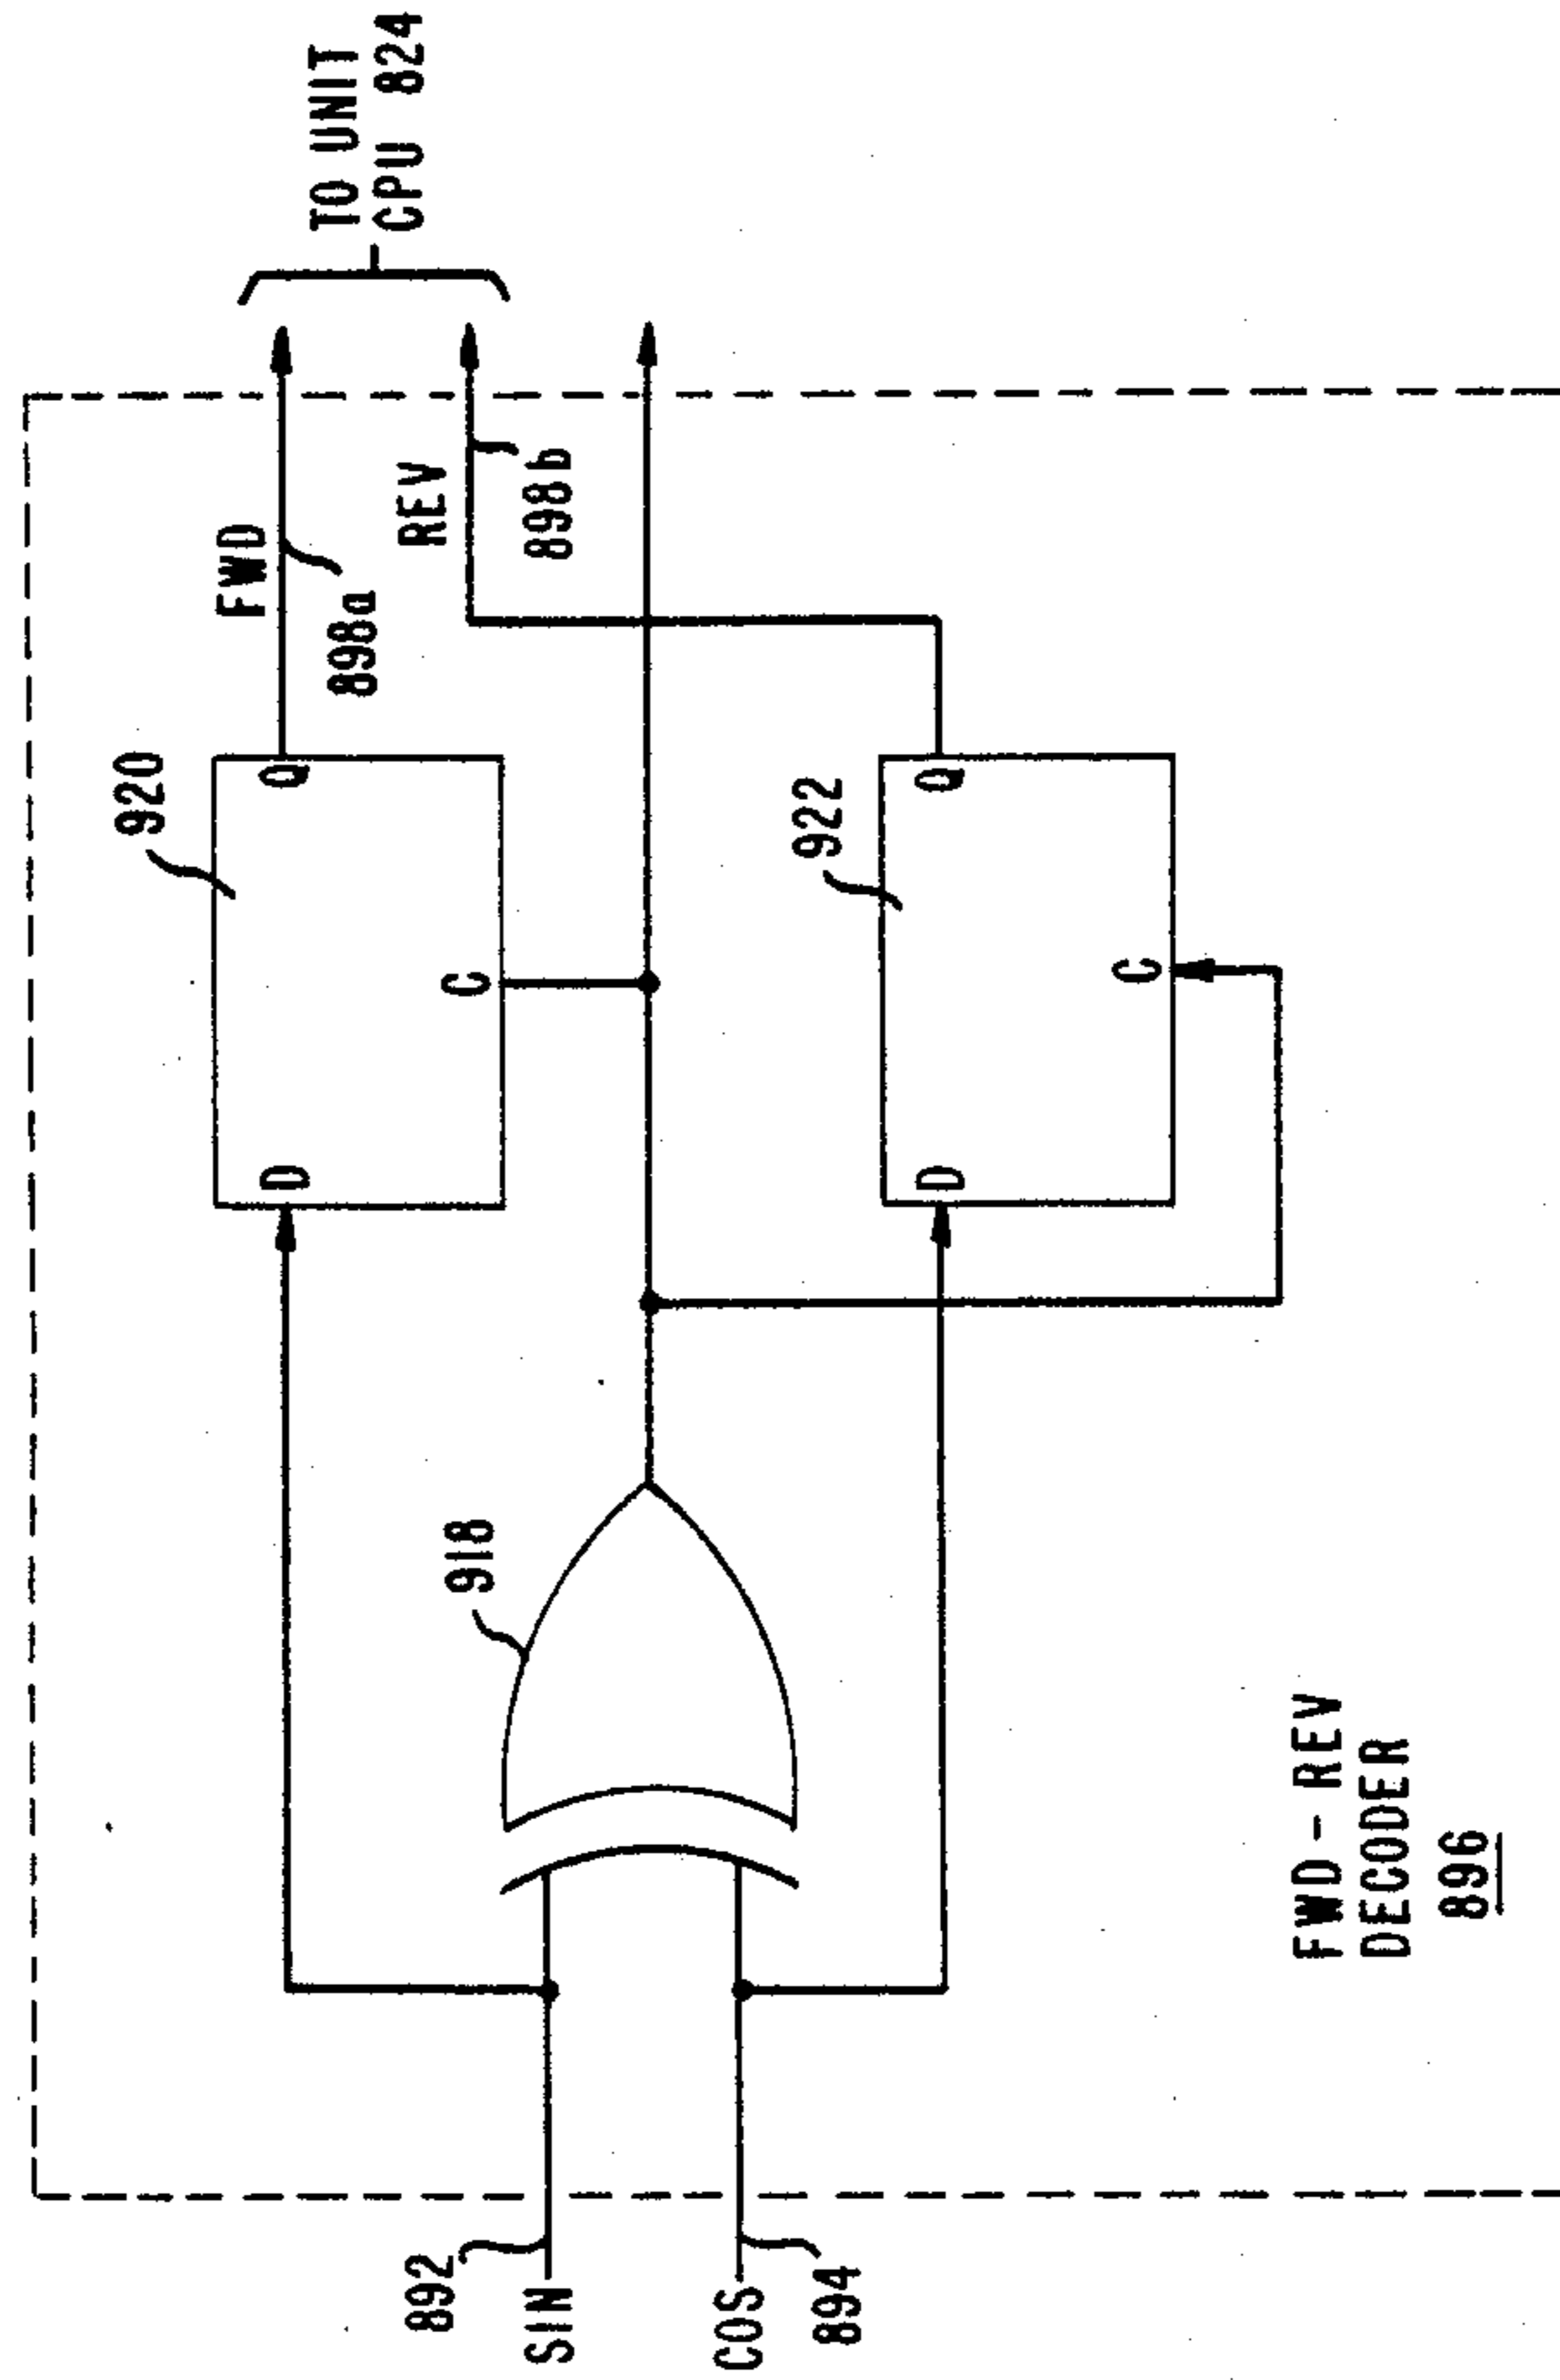 TO UNIT
CPU 824
920
FWD
898a
REV
898b
D
Q
C
918
892
SIN
COS
894
922
D
Q
C
FWD-REV
DECODER
896